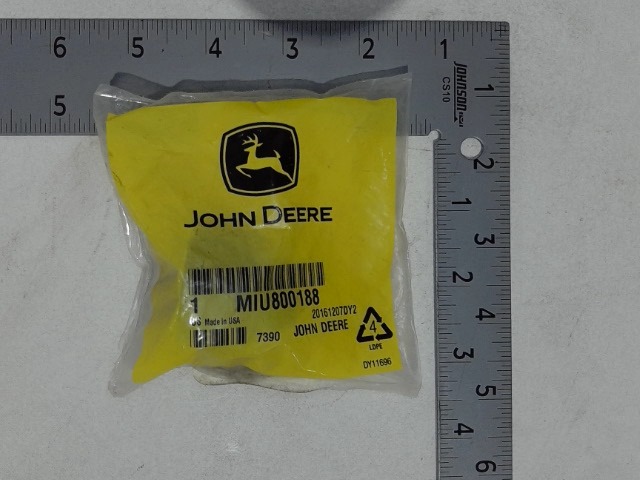 6 5 4 3 2 1
5
JOHNSON
CS10
1
2
1
3
2
4
3
5
4
6
JOHN DEERE
1 MIU800188
20161207DY2
US Made in USA
7390 JOHN DEERE
4
LDPE
DY11696